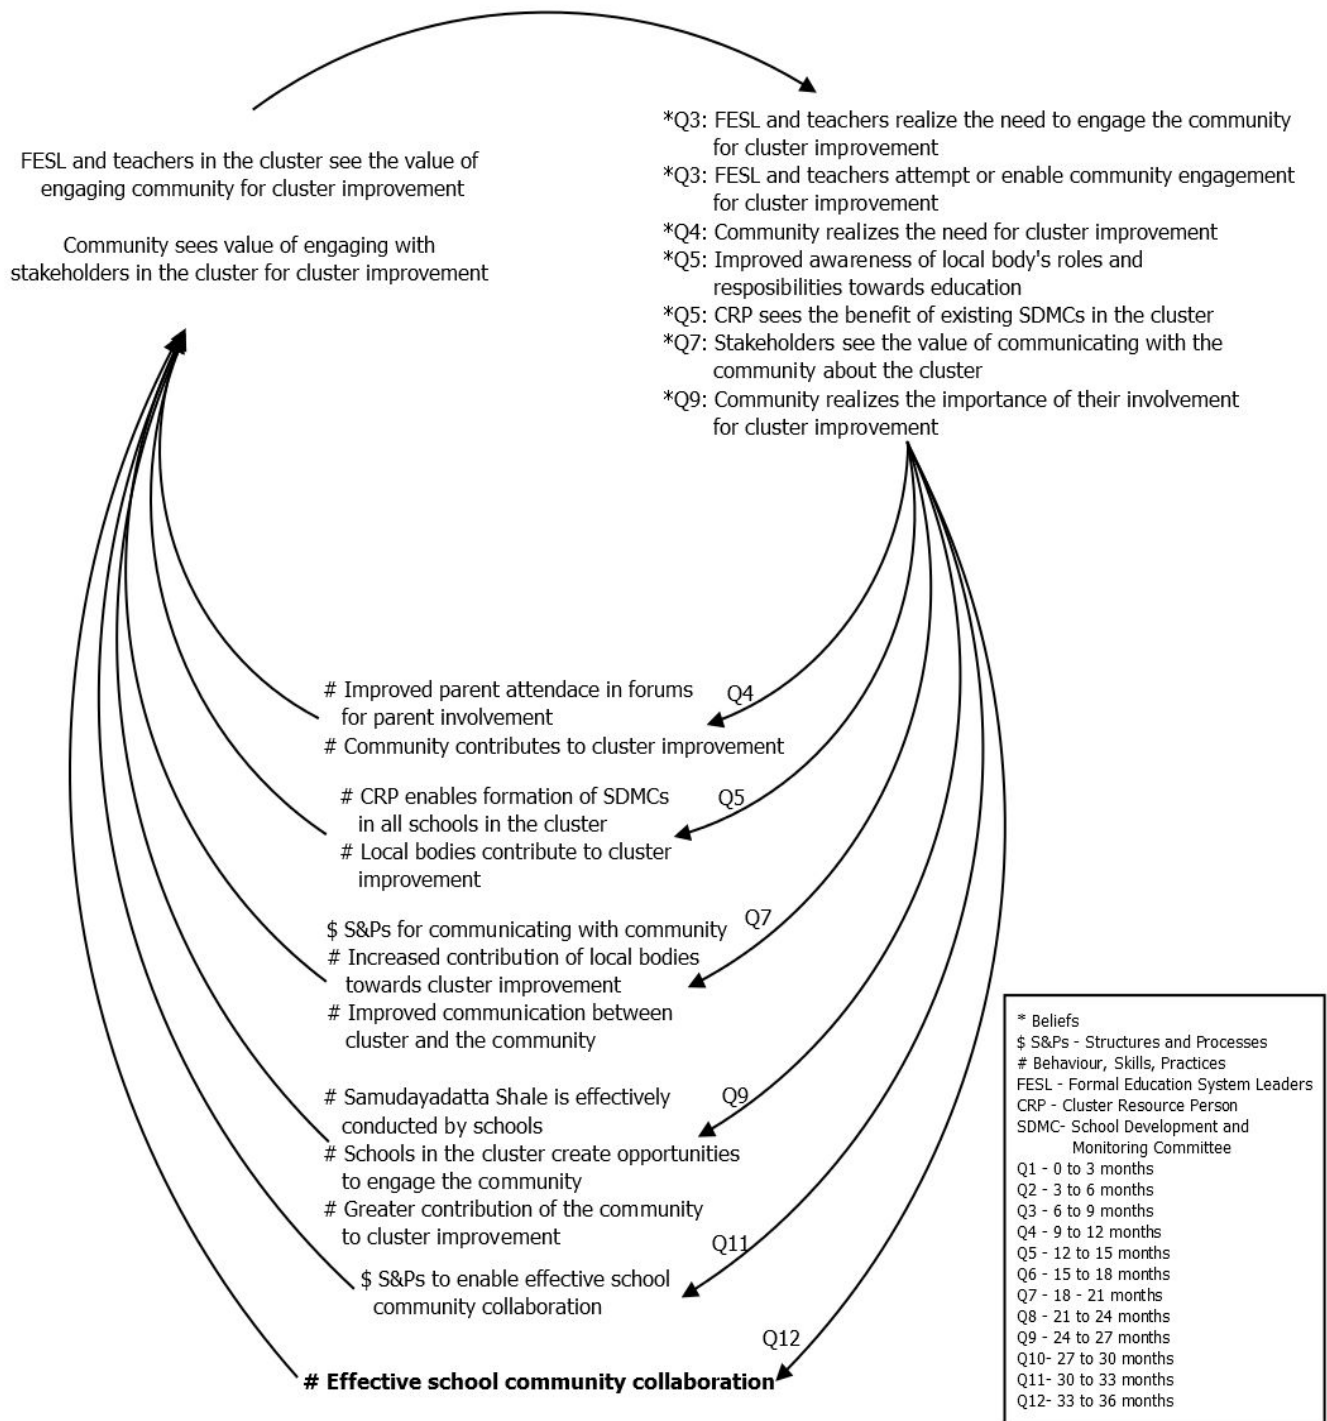 FESL and teachers in the cluster see the value of
engaging community for cluster improvement
Community sees value of engaging with
stakeholders in the cluster for cluster improvement
*Q3: FESL and teachers realize the need to engage the community
for cluster improvement
*Q3: FESL and teachers attempt or enable community engagement
for cluster improvement
*Q4: Community realizes the need for cluster improvement
*Q5: Improved awareness of local body's roles and
resposibilities towards education
*Q5: CRP sees the benefit of existing SDMCs in the cluster
*Q7: Stakeholders see the value of communicating with the
community about the cluster
*Q9: Community realizes the importance of their involvement
for cluster improvement
# Improved parent attendace in forums
for parent involvement
# Community contributes to cluster improvement
Q4
# CRP enables formation of SDMCs
in all schools in the cluster
# Local bodies contribute to cluster
improvement
Q5
$ S&Ps for communicating with community
# Increased contribution of local bodies
towards cluster improvement
# Improved communication between
cluster and the community
Q7
# Samudayadatta Shale is effectively
conducted by schools
# Schools in the cluster create opportunities
to engage the community
# Greater contribution of the community
to cluster improvement
Q9
$ S&Ps to enable effective school
community collaboration
Q11
# Effective school community collaboration
Q12
* Beliefs
$ S&Ps - Structures and Processes
# Behaviour, Skills, Practices
FESL - Formal Education System Leaders
CRP - Cluster Resource Person
SDMC- School Development and
Monitoring Committee
Q1 - 0 to 3 months
Q2 - 3 to 6 months
Q3 - 6 to 9 months
Q4 - 9 to 12 months
Q5 - 12 to 15 months
Q6 - 15 to 18 months
Q7 - 18 - 21 months
Q8 - 21 to 24 months
Q9 - 24 to 27 months
Q10- 27 to 30 months
Q11- 30 to 33 months
Q12- 33 to 36 months